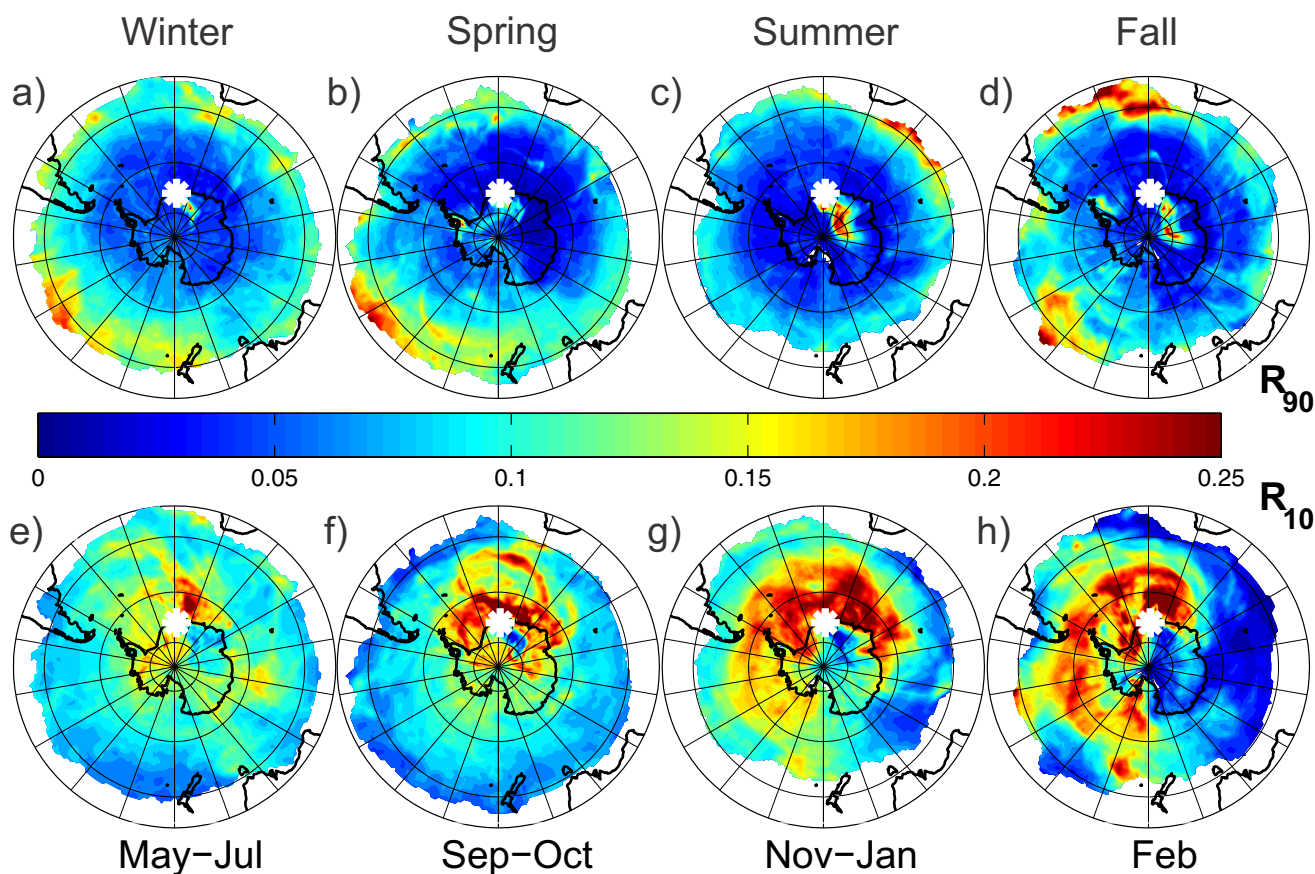 Winter Spring Summer Fall
a) b) c) d)
R90
0 0.05 0.1 0.15 0.2 0.25
R10
e) f) g) h)
May−Jul Sep−Oct Nov−Jan Feb